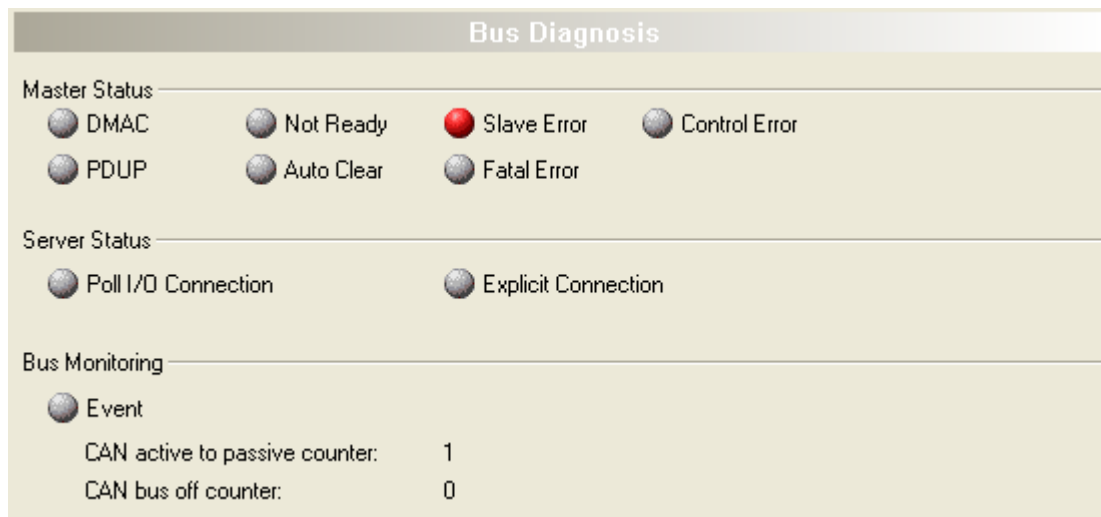 Bus Diagnosis
Master Status
DMAC Not Ready Slave Error Control Error
PDUP Auto Clear Fatal Error
Server Status
Poll I/O Connection Explicit Connection
Bus Monitoring
Event
CAN active to passive counter: 1
CAN bus off counter: 0